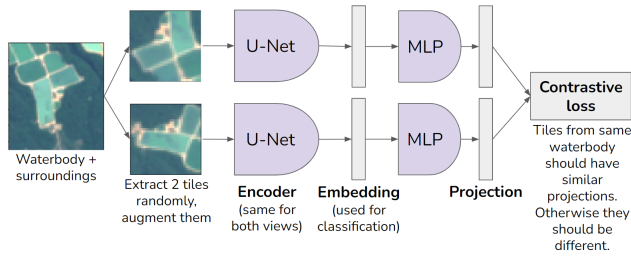 U-Net
MLP
Contrastive
loss
U-Net
MLP
Waterbody +
surroundings
Extract 2 tiles
randomly,
augment them
Encoder
(same for
both views)
Embedding
(used for
classification)
Projection
Tiles from same
waterbody
should have
similar
projections.
Otherwise they
should be
different.